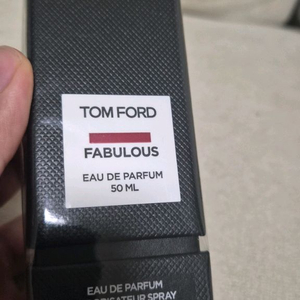 TOM FORD
FABULOUS
EAU DE PARFUM
50 ML
EAU DE PARFUM
SPRAY